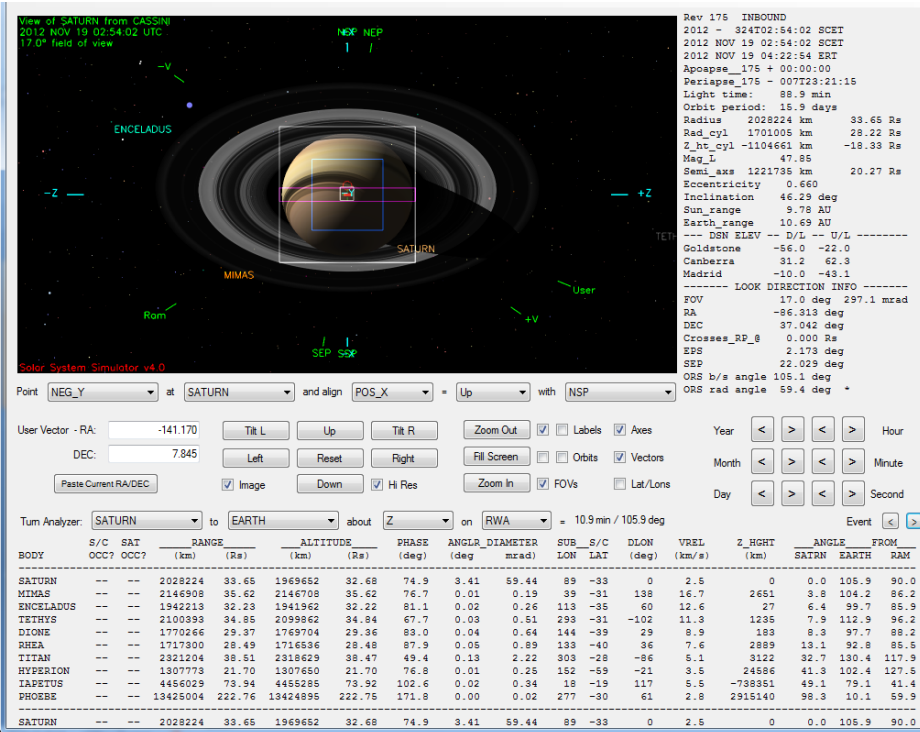 View of SATURN from CASSINI
2012 NOV 19 02:54:02 UTC
17.0° field of view
NSP NEP
-V
ENCELADUS
-Z
-Y
+Z
SATURN
TETH
MIMAS
User
Ram
+V
SEP SSP
Solar System Simulator v4.0
Rev 175 INBOUND
2012 - 324T02:54:02 SCET
2012 NOV 19 02:54:02 SCET
2012 NOV 19 04:22:54 ERT
Apoapse__175 + 00:00:00
Periapse_175 - 007T23:21:15
Light time: 88.9 min
Orbit period: 15.9 days
Radius 2028224 km 33.65 Rs
Rad_cyl 1701005 km 28.22 Rs
Z_ht_cyl -1104661 km -18.33 Rs
Mag_L 47.85
Semi_axs 1221735 km 20.27 Rs
Eccentricity 0.660
Inclination 46.29 deg
Sun_range 9.78 AU
Earth_range 10.69 AU
--- DSN ELEV -- D/L -- U/L --------
Goldstone -56.0 -22.0
Canberra 31.2 62.3
Madrid -10.0 -43.1
------- LOOK DIRECTION INFO -------
FOV 17.0 deg 297.1 mrad
RA -86.313 deg
DEC 37.042 deg
Crosses_RP_@ 0.000 Rs
EPS 2.173 deg
SEP 22.029 deg
ORS b/s angle 105.1 deg
ORS rad angle 59.4 deg *
Point NEG_Y at SATURN and align POS_X = Up with NSP
User Vector - RA: -141.170 Tilt L Up Tilt R Zoom Out Labels Axes Year < > < > Hour
DEC: 7.845 Left Reset Right Fill Screen Orbits Vectors Month < > < > Minute
Paste Current RA/DEC Image Down Hi Res Zoom In FOVs Lat/Lons Day < > < > Second
Turn Analyzer: SATURN to EARTH about Z on RWA = 10.9 min / 105.9 deg Event < >
S/C SAT ____RANGE____ ___ALTITUDE___ PHASE ANGLR_DIAMETER SUB__S/C DLON VREL Z_HGHT ___ANGLE____FROM___
BODY OCC? OCC? (km) (Rs) (km) (Rs) (deg) (deg mrad) LON LAT (deg) (km/s) (km) SATRN EARTH RAM
SATURN -- -- 2028224 33.65 1969652 32.68 74.9 3.41 59.44 89 -33 0 2.5 0 0.0 105.9 90.0
MIMAS -- -- 2146908 35.62 2146708 35.62 76.7 0.01 0.19 39 -31 138 16.7 2651 3.8 104.2 86.2
ENCELADUS -- -- 1942213 32.23 1941962 32.22 81.1 0.02 0.26 113 -35 60 12.6 27 6.4 99.7 85.9
TETHYS -- -- 2100393 34.85 2099862 34.84 67.7 0.03 0.51 293 -31 -102 11.3 1235 7.9 112.9 96.2
DIONE -- -- 1770266 29.37 1769704 29.36 83.0 0.04 0.64 144 -39 29 8.9 183 8.3 97.7 88.2
RHEA -- -- 1717300 28.49 1716536 28.48 87.9 0.05 0.89 133 -40 36 7.6 2889 13.1 92.8 85.5
TITAN -- -- 2321204 38.51 2318629 38.47 49.4 0.13 2.22 303 -28 -86 5.1 3122 32.7 130.4 117.9
HYPERION -- -- 1307773 21.70 1307650 21.70 76.8 0.01 0.25 152 -59 -21 3.5 24586 41.3 102.4 127.5
IAPETUS -- -- 4456029 73.94 4455285 73.92 102.6 0.02 0.34 18 -19 117 5.5 -738351 49.1 79.1 41.4
PHOEBE -- -- 13425004 222.76 13424895 222.75 171.8 0.00 0.02 277 -30 61 2.8 2915140 98.3 10.1 59.9
SATURN -- -- 2028224 33.65 1969652 32.68 74.9 3.41 59.44 89 -33 0 2.5 0 0.0 105.9 90.0